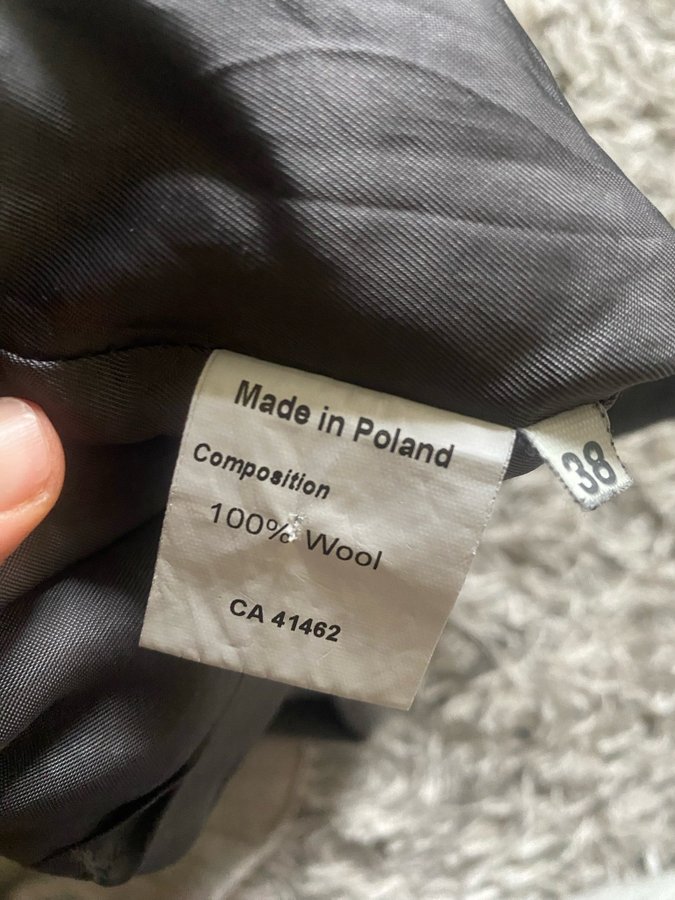 Made in Poland
Composition
100% Wool
CA 41462
38